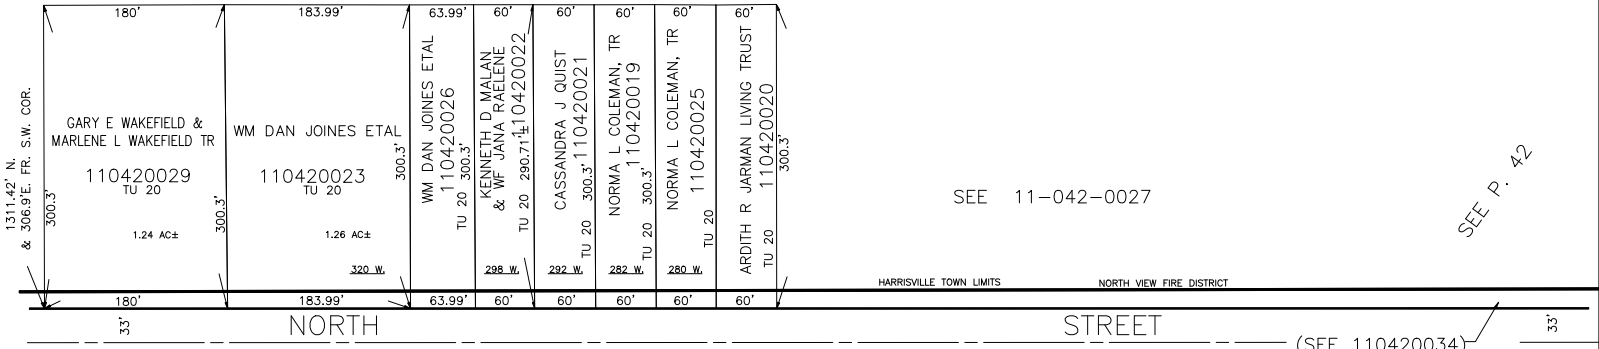 180'
183.99'
63.99'
60'
60'
60'
60'
60'
1311.42' N.
& 306.9'E. FR. S.W. COR.
300.3'
GARY E WAKEFIELD &
MARLENE L WAKEFIELD TR
110420029
TU 20
1.24 AC±
300.3'
WM DAN JOINES ETAL
110420023
TU 20
1.26 AC±
300.3'
320 W.
WM DAN JOINES ETAL
110420026
TU 20 300.3'
KENNETH D MALAN
& WF JANA RAELENE
110420022
TU 20 290.71'±
298 W.
CASSANDRA J QUIST
110420021
TU 20 300.3'
292 W.
NORMA L COLEMAN, TR
110420019
TU 20 300.3'
282 W.
NORMA L COLEMAN, TR
110420025
TU 20
280 W.
ARDITH R JARMAN LIVING TRUST
110420020
TU 20
300.3'
SEE 11-042-0027
SEE P. 42
HARRISVILLE TOWN LIMITS
NORTH VIEW FIRE DISTRICT
180'
183.99'
63.99'
60'
60'
60'
60'
60'
33'
NORTH STREET
33'
(SEE 110420034)